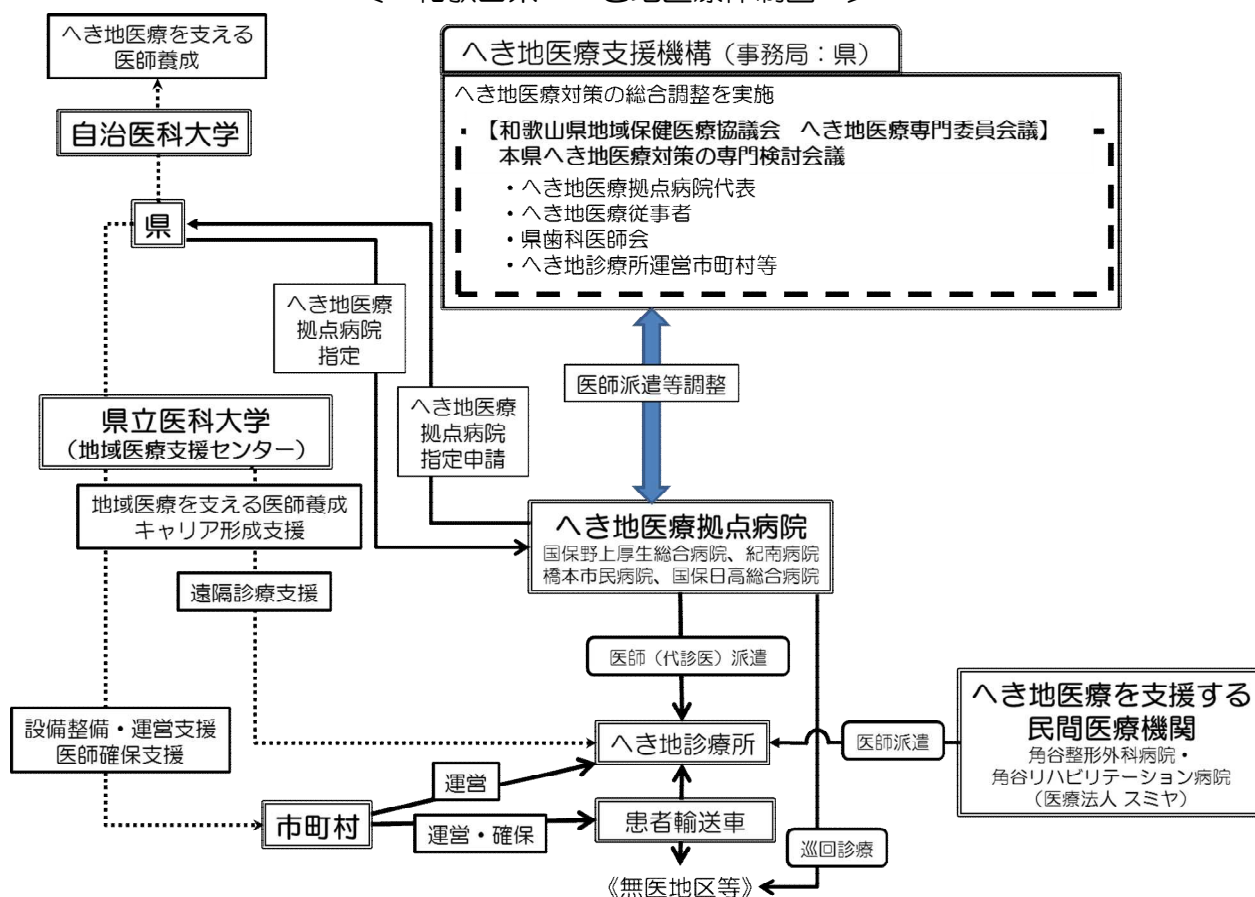 へき地医療を支える
医師養成
自治医科大学
県
へき地医療支援機構（事務局：県）
へき地医療対策の総合調整を実施
【和歌山県地域保健医療協議会　へき地医療専門委員会議】
本県へき地医療対策の専門検討会議
・へき地医療拠点病院代表
・へき地医療従事者
・県歯科医師会
・へき地診療所運営市町村等
へき地医療
拠点病院
指定
へき地医療
拠点病院
指定申請
医師派遣等調整
県立医科大学
（地域医療支援センター）
地域医療を支える医師養成
キャリア形成支援
遠隔診療支援
へき地医療拠点病院
国保野上厚生総合病院、紀南病院
橋本市民病院、国保日高総合病院
医師（代診医）派遣
設備整備・運営支援
医師確保支援
へき地診療所
医師派遣
へき地医療を支援する
民間医療機関
角谷整形外科病院・
角谷リハビリテーション病院
（医療法人 スミヤ）
運営
市町村
運営・確保
患者輸送車
巡回診療
《無医地区等》